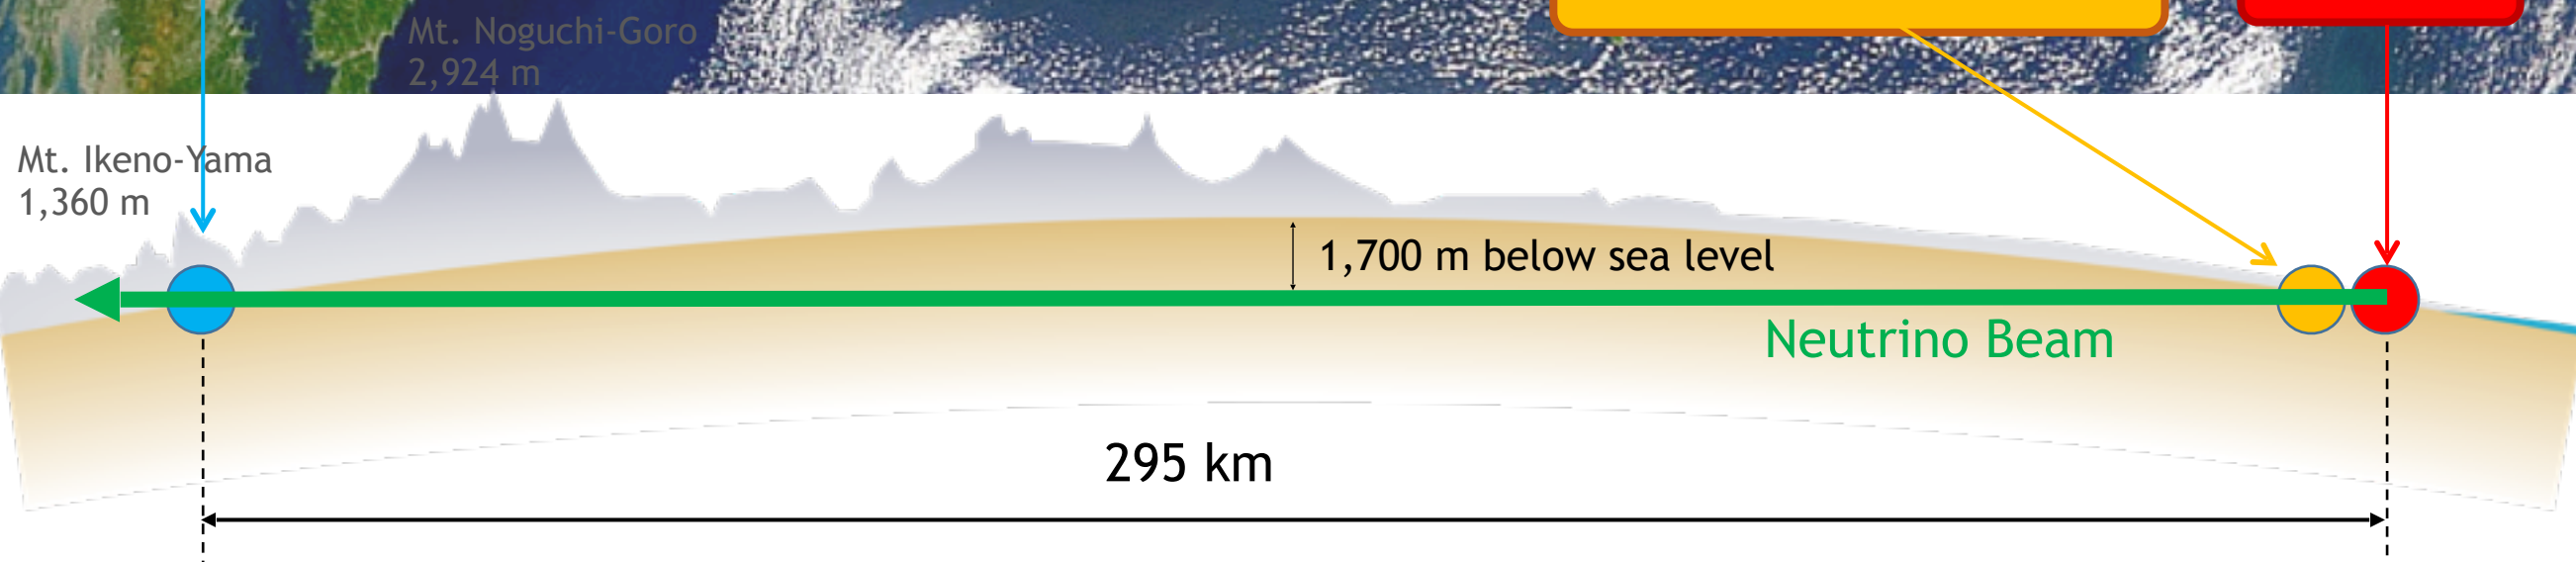 Mt. Noguchi-Goro
2,924 m
Mt. Ikeno-Yama
1,360 m
1,700 m below sea level
Neutrino Beam
295 km